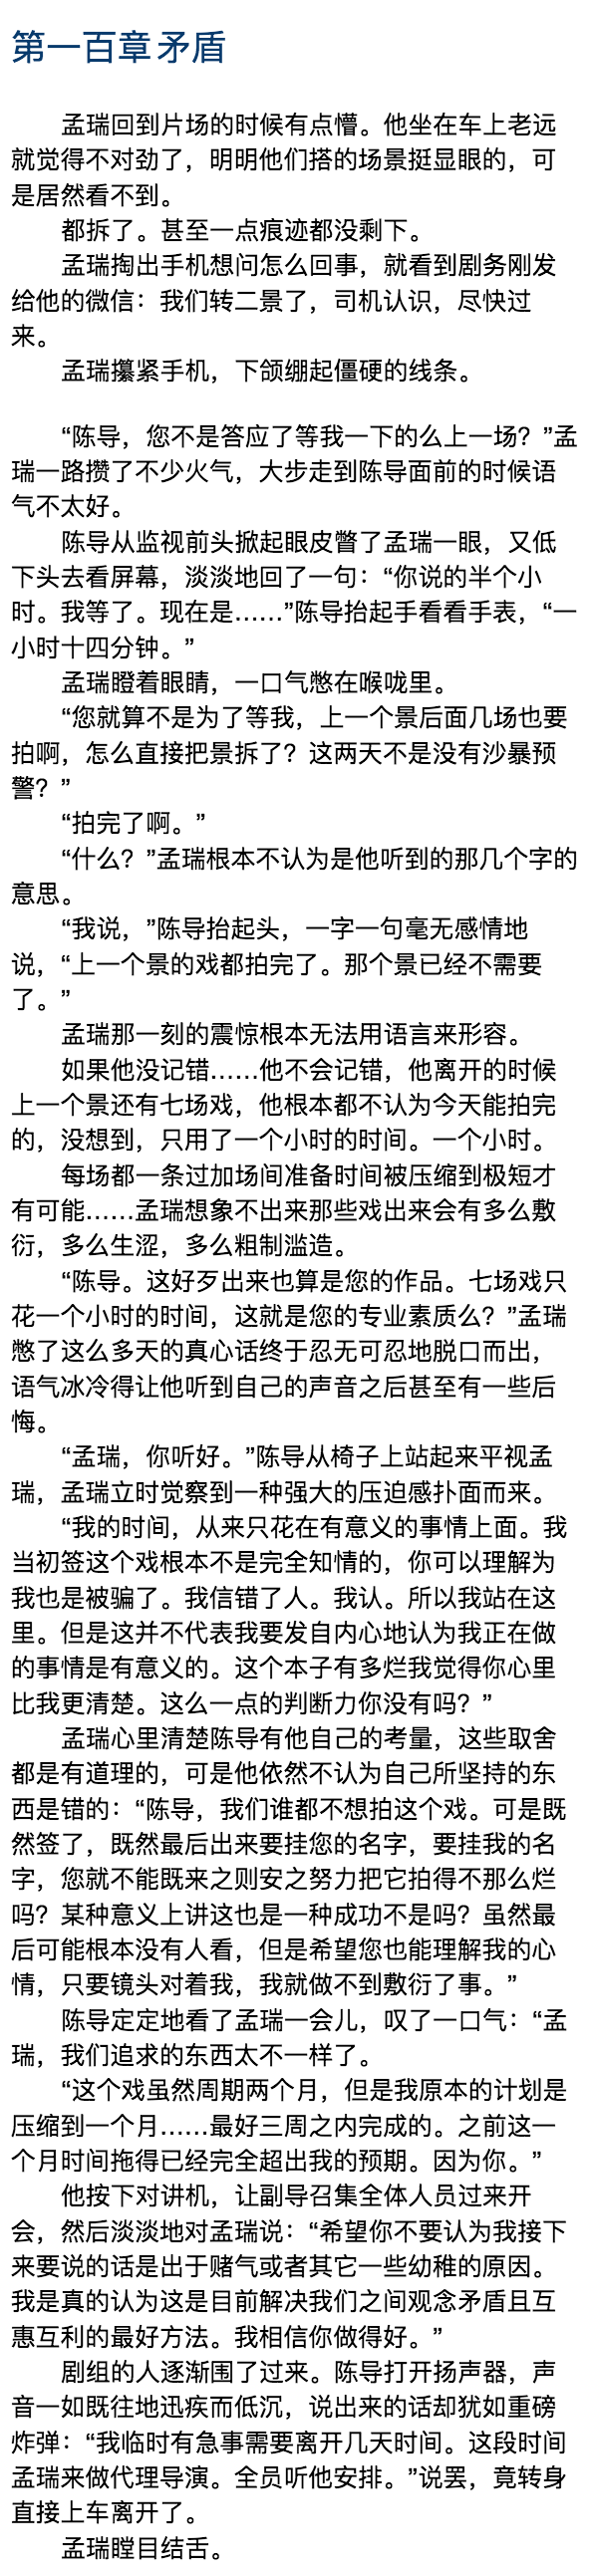 第一百章 矛盾
孟瑞回到片场的时候有点懵。他坐在车上老远
就觉得不对劲了，明明他们搭的场景挺显眼的，可
是居然看不到。
都拆了。甚至一点痕迹都没剩下。
孟瑞掏出手机想问怎么回事，就看到剧务刚发
给他的微信：我们转二景了，司机认识，尽快过
来。
孟瑞攥紧手机，下颌绷起僵硬的线条。
“陈导，您不是答应了等我一下的么上一场？”孟
瑞一路攒了不少火气，大步走到陈导面前的时候语
气不太好。
陈导从监视前头掀起眼皮瞥了孟瑞一眼，又低
下头去看屏幕，淡淡地回了一句：“你说的半个小
时。我等了。现在是……”陈导抬起手看看手表，“一
小时十四分钟。”
孟瑞瞪着眼睛，一口气憋在喉咙里。
“您就算不是为了等我，上一个景后面几场也要
拍啊，怎么直接把景拆了？这两天不是没有沙暴预
警？”
“拍完了啊。”
“什么？”孟瑞根本不认为是他听到的那几个字的
意思。
“我说，”陈导抬起头，一字一句毫无感情地
说，“上一个景的戏都拍完了。那个景已经不需要
了。”
孟瑞那一刻的震惊根本无法用语言来形容。
如果他没记错……他不会记错，他离开的时候
上一个景还有七场戏，他根本都不认为今天能拍完
的，没想到，只用了一个小时的时间。一个小时。
每场都一条过加场间准备时间被压缩到极短才
有可能……孟瑞想象不出来那些戏出来会有多么敷
衍，多么生涩，多么粗制滥造。
“陈导。这好歹出来也算是您的作品。七场戏只
花一个小时的时间，这就是您的专业素质么？”孟瑞
憋了这么多天的真心话终于忍无可忍地脱口而出，
语气冰冷得让他听到自己的声音之后甚至有一些后
悔。
“孟瑞，你听好。”陈导从椅子上站起来平视孟
瑞，孟瑞立时觉察到一种强大的压迫感扑面而来。
“我的时间，从来只花在有意义的事情上面。我
当初签这个戏根本不是完全知情的，你可以理解为
我也是被骗了。我信错了人。我认。所以我站在这
里。但是这并不代表我要发自内心地认为我正在做
的事情是有意义的。这个本子有多烂我觉得你心里
比我更清楚。这么一点的判断力你没有吗？”
孟瑞心里清楚陈导有他自己的考量，这些取舍
都是有道理的，可是他依然不认为自己所坚持的东
西是错的：“陈导，我们谁都不想拍这个戏。可是既
然签了，既然最后出来要挂您的名字，要挂我的名
字，您就不能既来之则安之努力把它拍得不那么烂
吗？某种意义上讲这也是一种成功不是吗？虽然最
后可能根本没有人看，但是希望您也能理解我的心
情，只要镜头对着我，我就做不到敷衍了事。”
陈导定定地看了孟瑞一会儿，叹了一口气：“孟
瑞，我们追求的东西太不一样了。
“这个戏虽然周期两个月，但是我原本的计划是
压缩到一个月……最好三周之内完成的。之前这一
个月时间拖得已经完全超出我的预期。因为你。”
他按下对讲机，让副导召集全体人员过来开
会，然后淡淡地对孟瑞说：“希望你不要认为我接下
来要说的话是出于赌气或者其它一些幼稚的原因。
我是真的认为这是目前解决我们之间观念矛盾且互
惠互利的最好方法。我相信你做得好。”
剧组的人逐渐围了过来。陈导打开扬声器，声
音一如既往地迅疾而低沉，说出来的话却犹如重磅
炸弹：“我临时有急事需要离开几天时间。这段时间
孟瑞来做代理导演。全员听他安排。”说罢，竟转身
直接上车离开了。
孟瑞瞠目结舌。